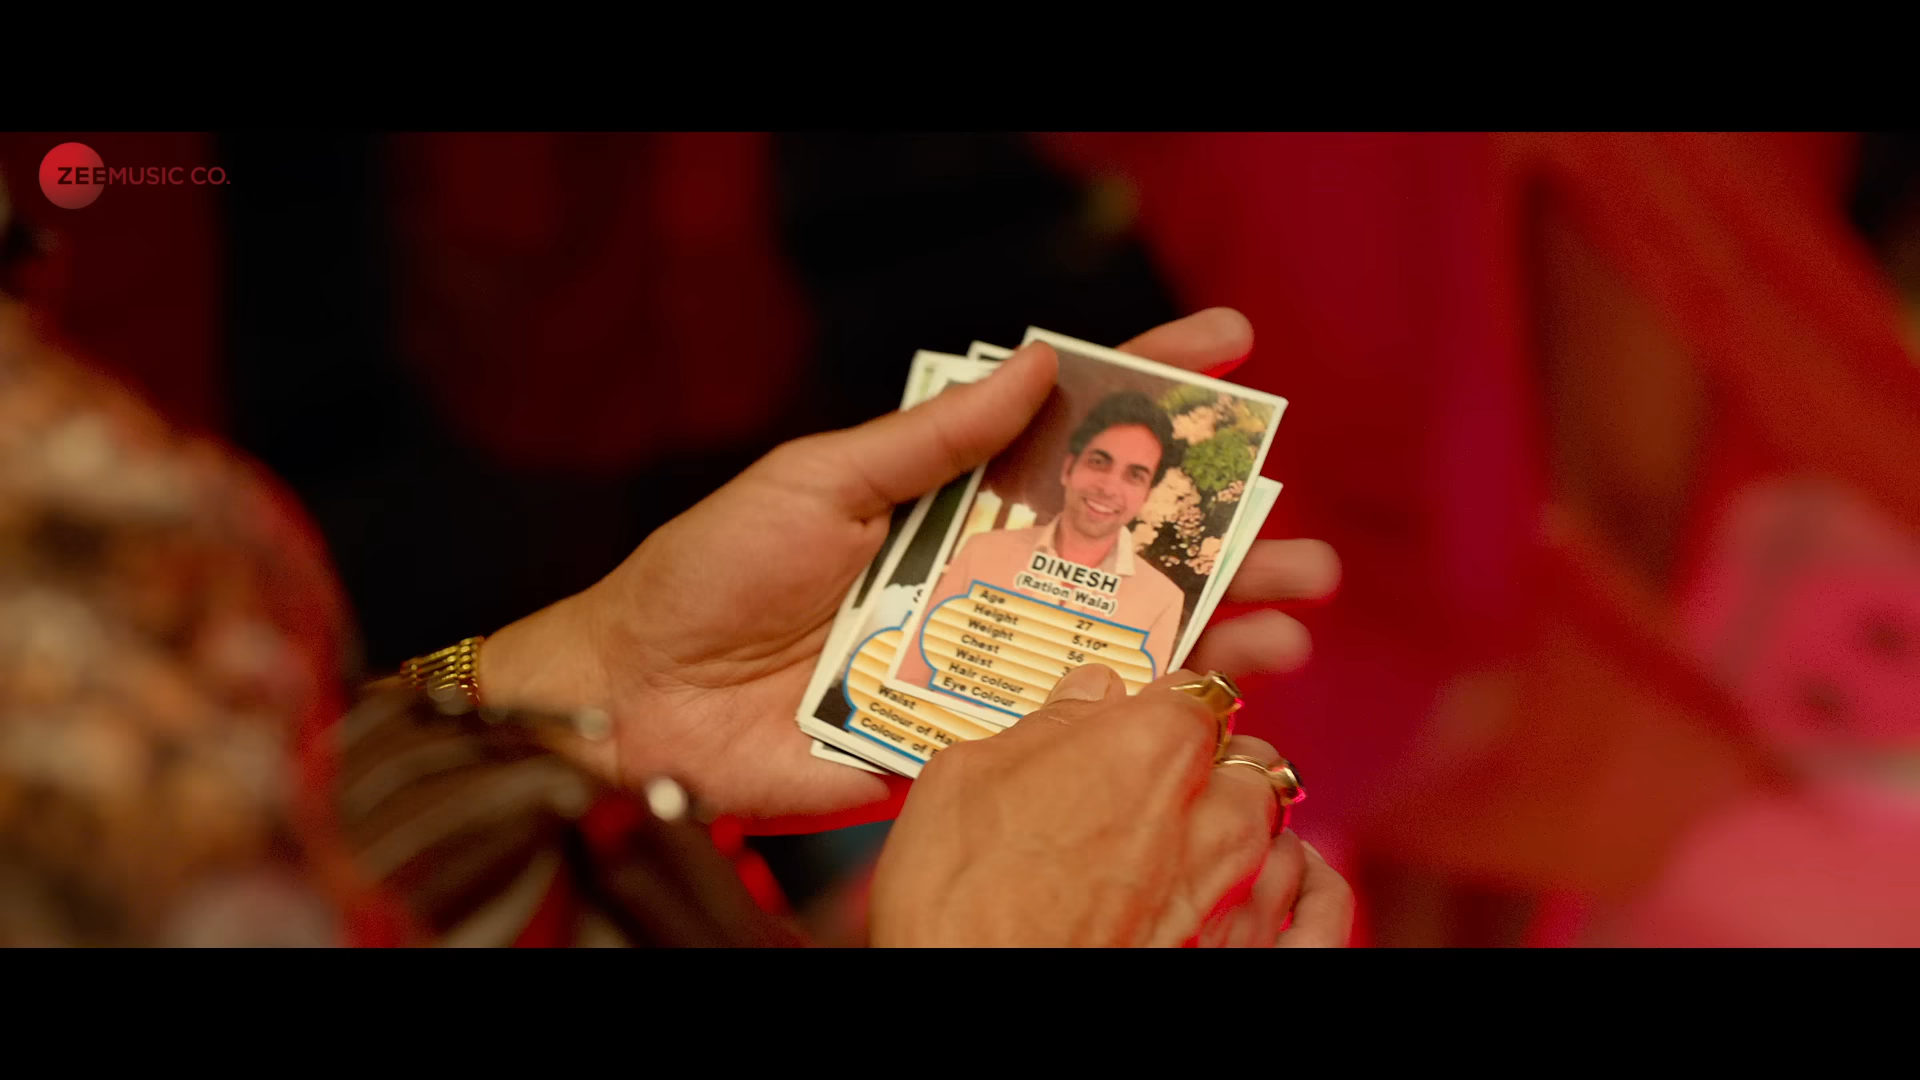 ZEEMUSIC CO.
DINESH
(Ration Wala)
Age 27
Height 5.10"
Weight 56
Chest
Waist
Hair colour
Eye Colour
Waist
Colour of
Colour of